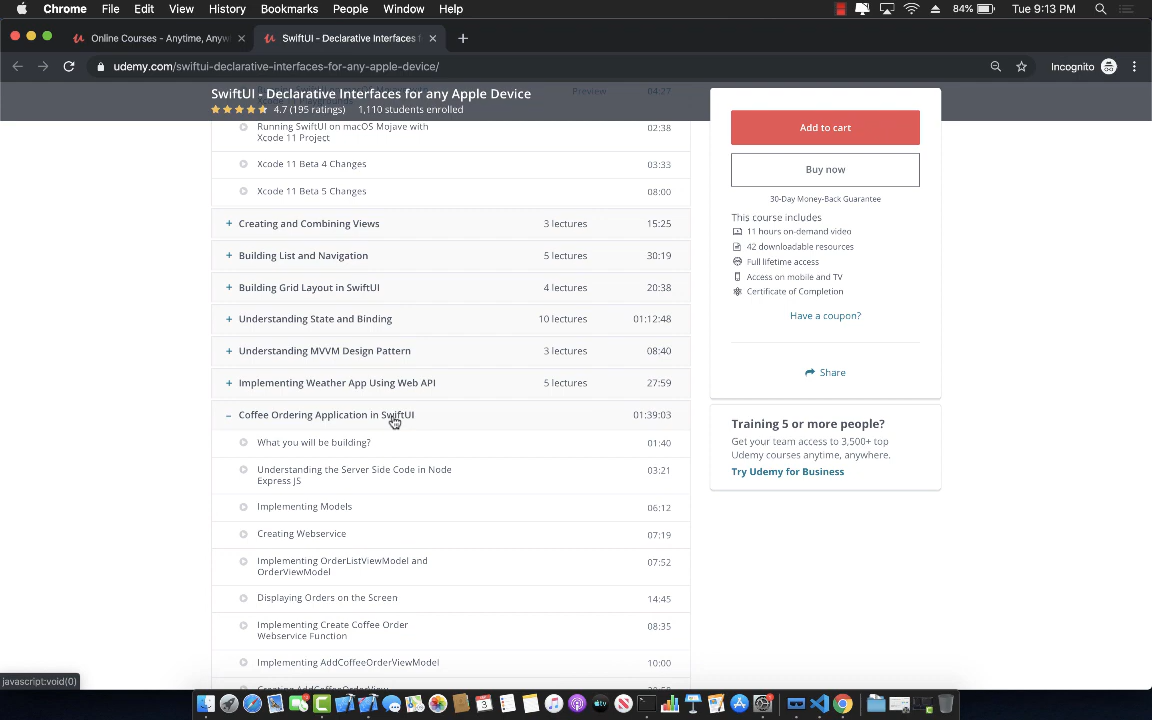 Chrome File Edit View History Bookmarks People Window Help 84% Tue 9:13 PM
Online Courses - Anytime, Anyw
SwiftUI - Declarative Interfaces f
udemy.com/swiftui-declarative-interfaces-for-any-apple-device/
Incognito
SwiftUI - Declarative Interfaces for any Apple Device
4.7 (195 ratings) 1,110 students enrolled
Preview 04:27
Running SwiftUI on macOS Mojave with
Xcode 11 Project
02:38
Xcode 11 Beta 4 Changes 03:33
Xcode 11 Beta 5 Changes 08:00
+ Creating and Combining Views 3 lectures 15:25
+ Building List and Navigation 5 lectures 30:19
+ Building Grid Layout in SwiftUI 4 lectures 20:38
+ Understanding State and Binding 10 lectures 01:12:48
+ Understanding MVVM Design Pattern 3 lectures 08:40
+ Implementing Weather App Using Web API 5 lectures 27:59
– Coffee Ordering Application in SwiftUI 01:39:03
What you will be building? 01:40
Understanding the Server Side Code in Node
Express JS
03:21
Implementing Models 06:12
Creating Webservice 07:19
Implementing OrderListViewModel and
OrderViewModel
07:52
Displaying Orders on the Screen 14:45
Implementing Create Coffee Order
Webservice Function
08:35
Implementing AddCoffeeOrderViewModel 10:00
Add to cart
Buy now
30-Day Money-Back Guarantee
This course includes
11 hours on-demand video
42 downloadable resources
Full lifetime access
Access on mobile and TV
Certificate of Completion
Have a coupon?
Share
Training 5 or more people?
Get your team access to 3,500+ top
Udemy courses anytime, anywhere.
Try Udemy for Business
javascript:void(0)